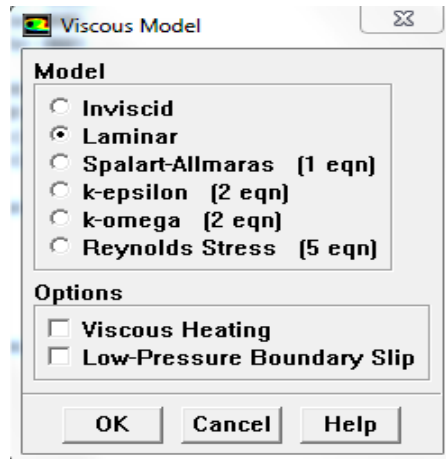 Viscous Model
Model
Inviscid
Laminar
Spalart-Allmaras (1 eqn)
k-epsilon (2 eqn)
k-omega (2 eqn)
Reynolds Stress (5 eqn)
Options
Viscous Heating
Low-Pressure Boundary Slip
OK Cancel Help